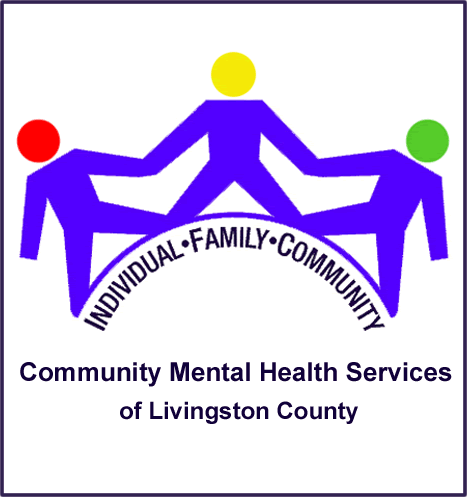 INDIVIDUAL•FAMILY•COMMUNITY
Community Mental Health Services
of Livingston County